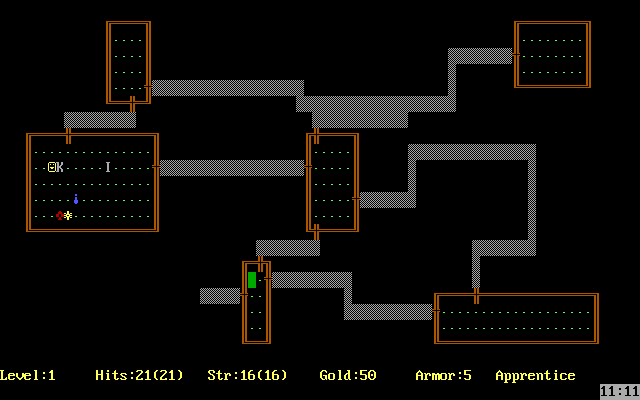 K I
Level:1 Hits:21(21) Str:16(16) Gold:50 Armor:5 Apprentice
11:11